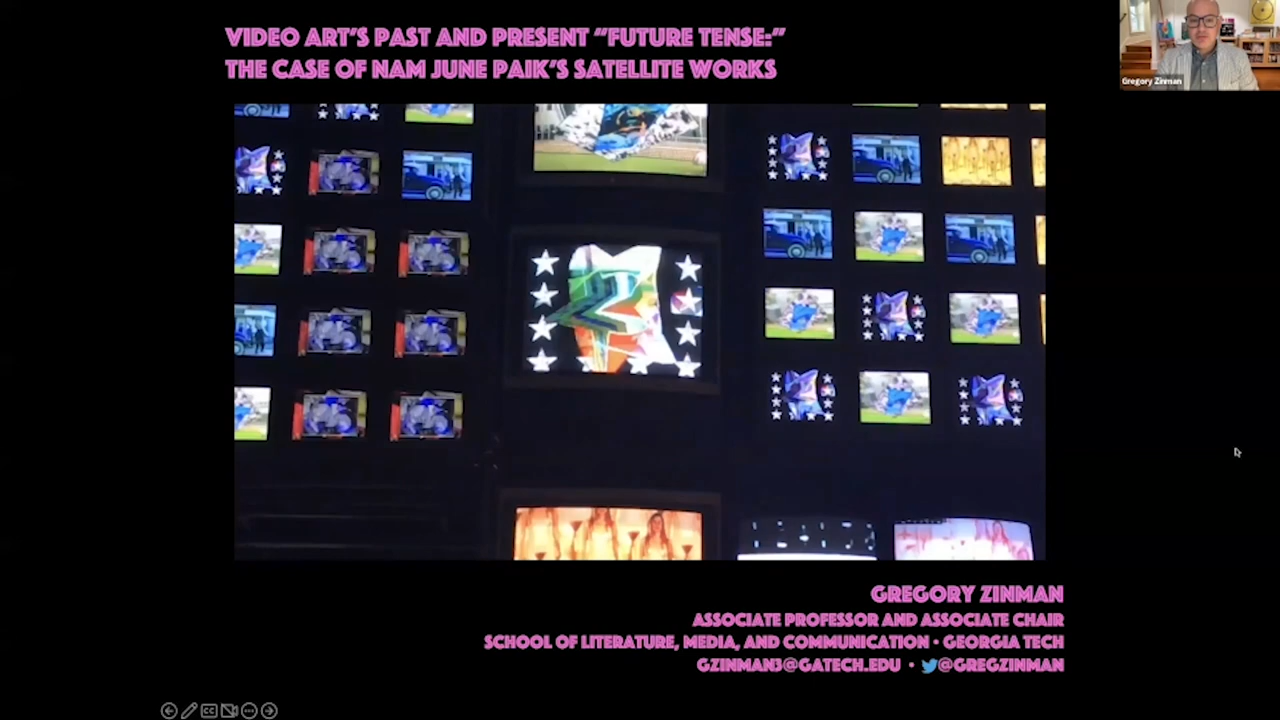 VIDEO ART'S PAST AND PRESENT "FUTURE TENSE:"
THE CASE OF NAM JUNE PAIK'S SATELLITE WORKS
Gregory Zinman
GREGORY ZINMAN
ASSOCIATE PROFESSOR AND ASSOCIATE CHAIR
SCHOOL OF LITERATURE, MEDIA, AND COMMUNICATION • GEORGIA TECH
GZINMAN3@GATECH.EDU • @GREGZINMAN
CC